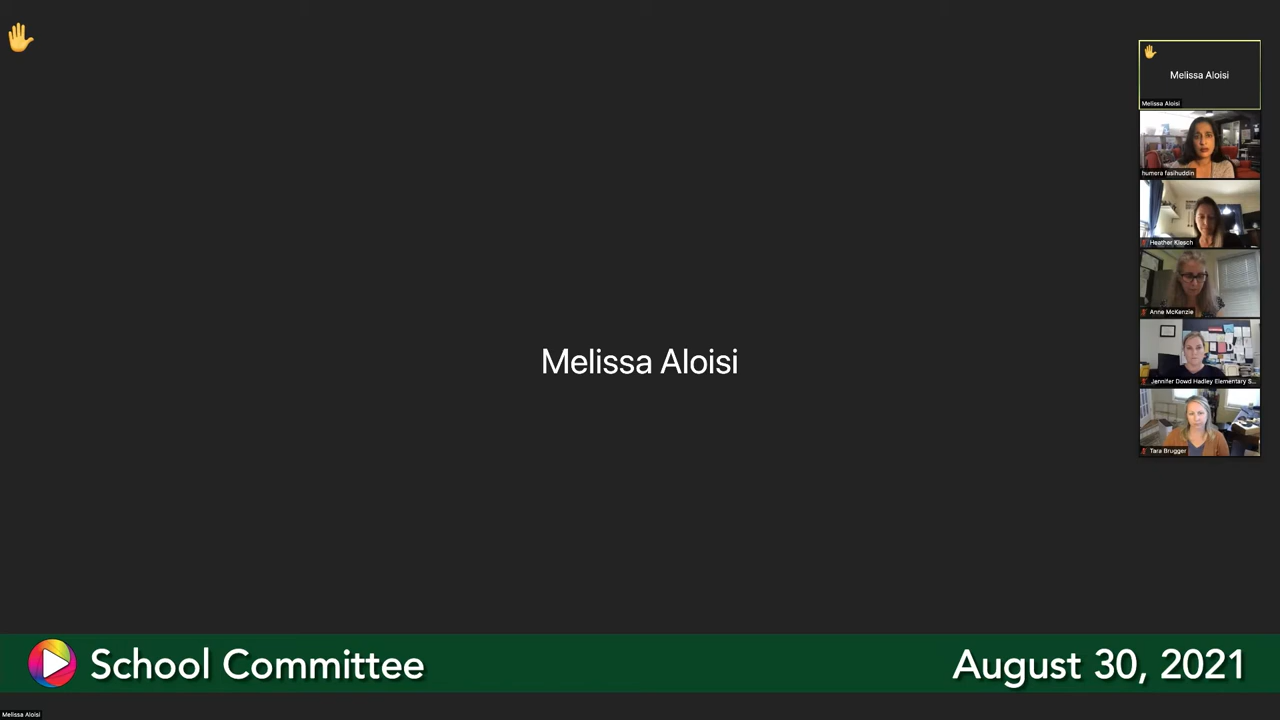 Melissa Aloisi
Melissa Aloisi
humera fasihuddin
Heather Klesch
Anne McKenzie
Jennifer Dowd Hadley Elementary S...
Tara Brugger
Melissa Aloisi
School Committee
August 30, 2021
Melissa Aloisi